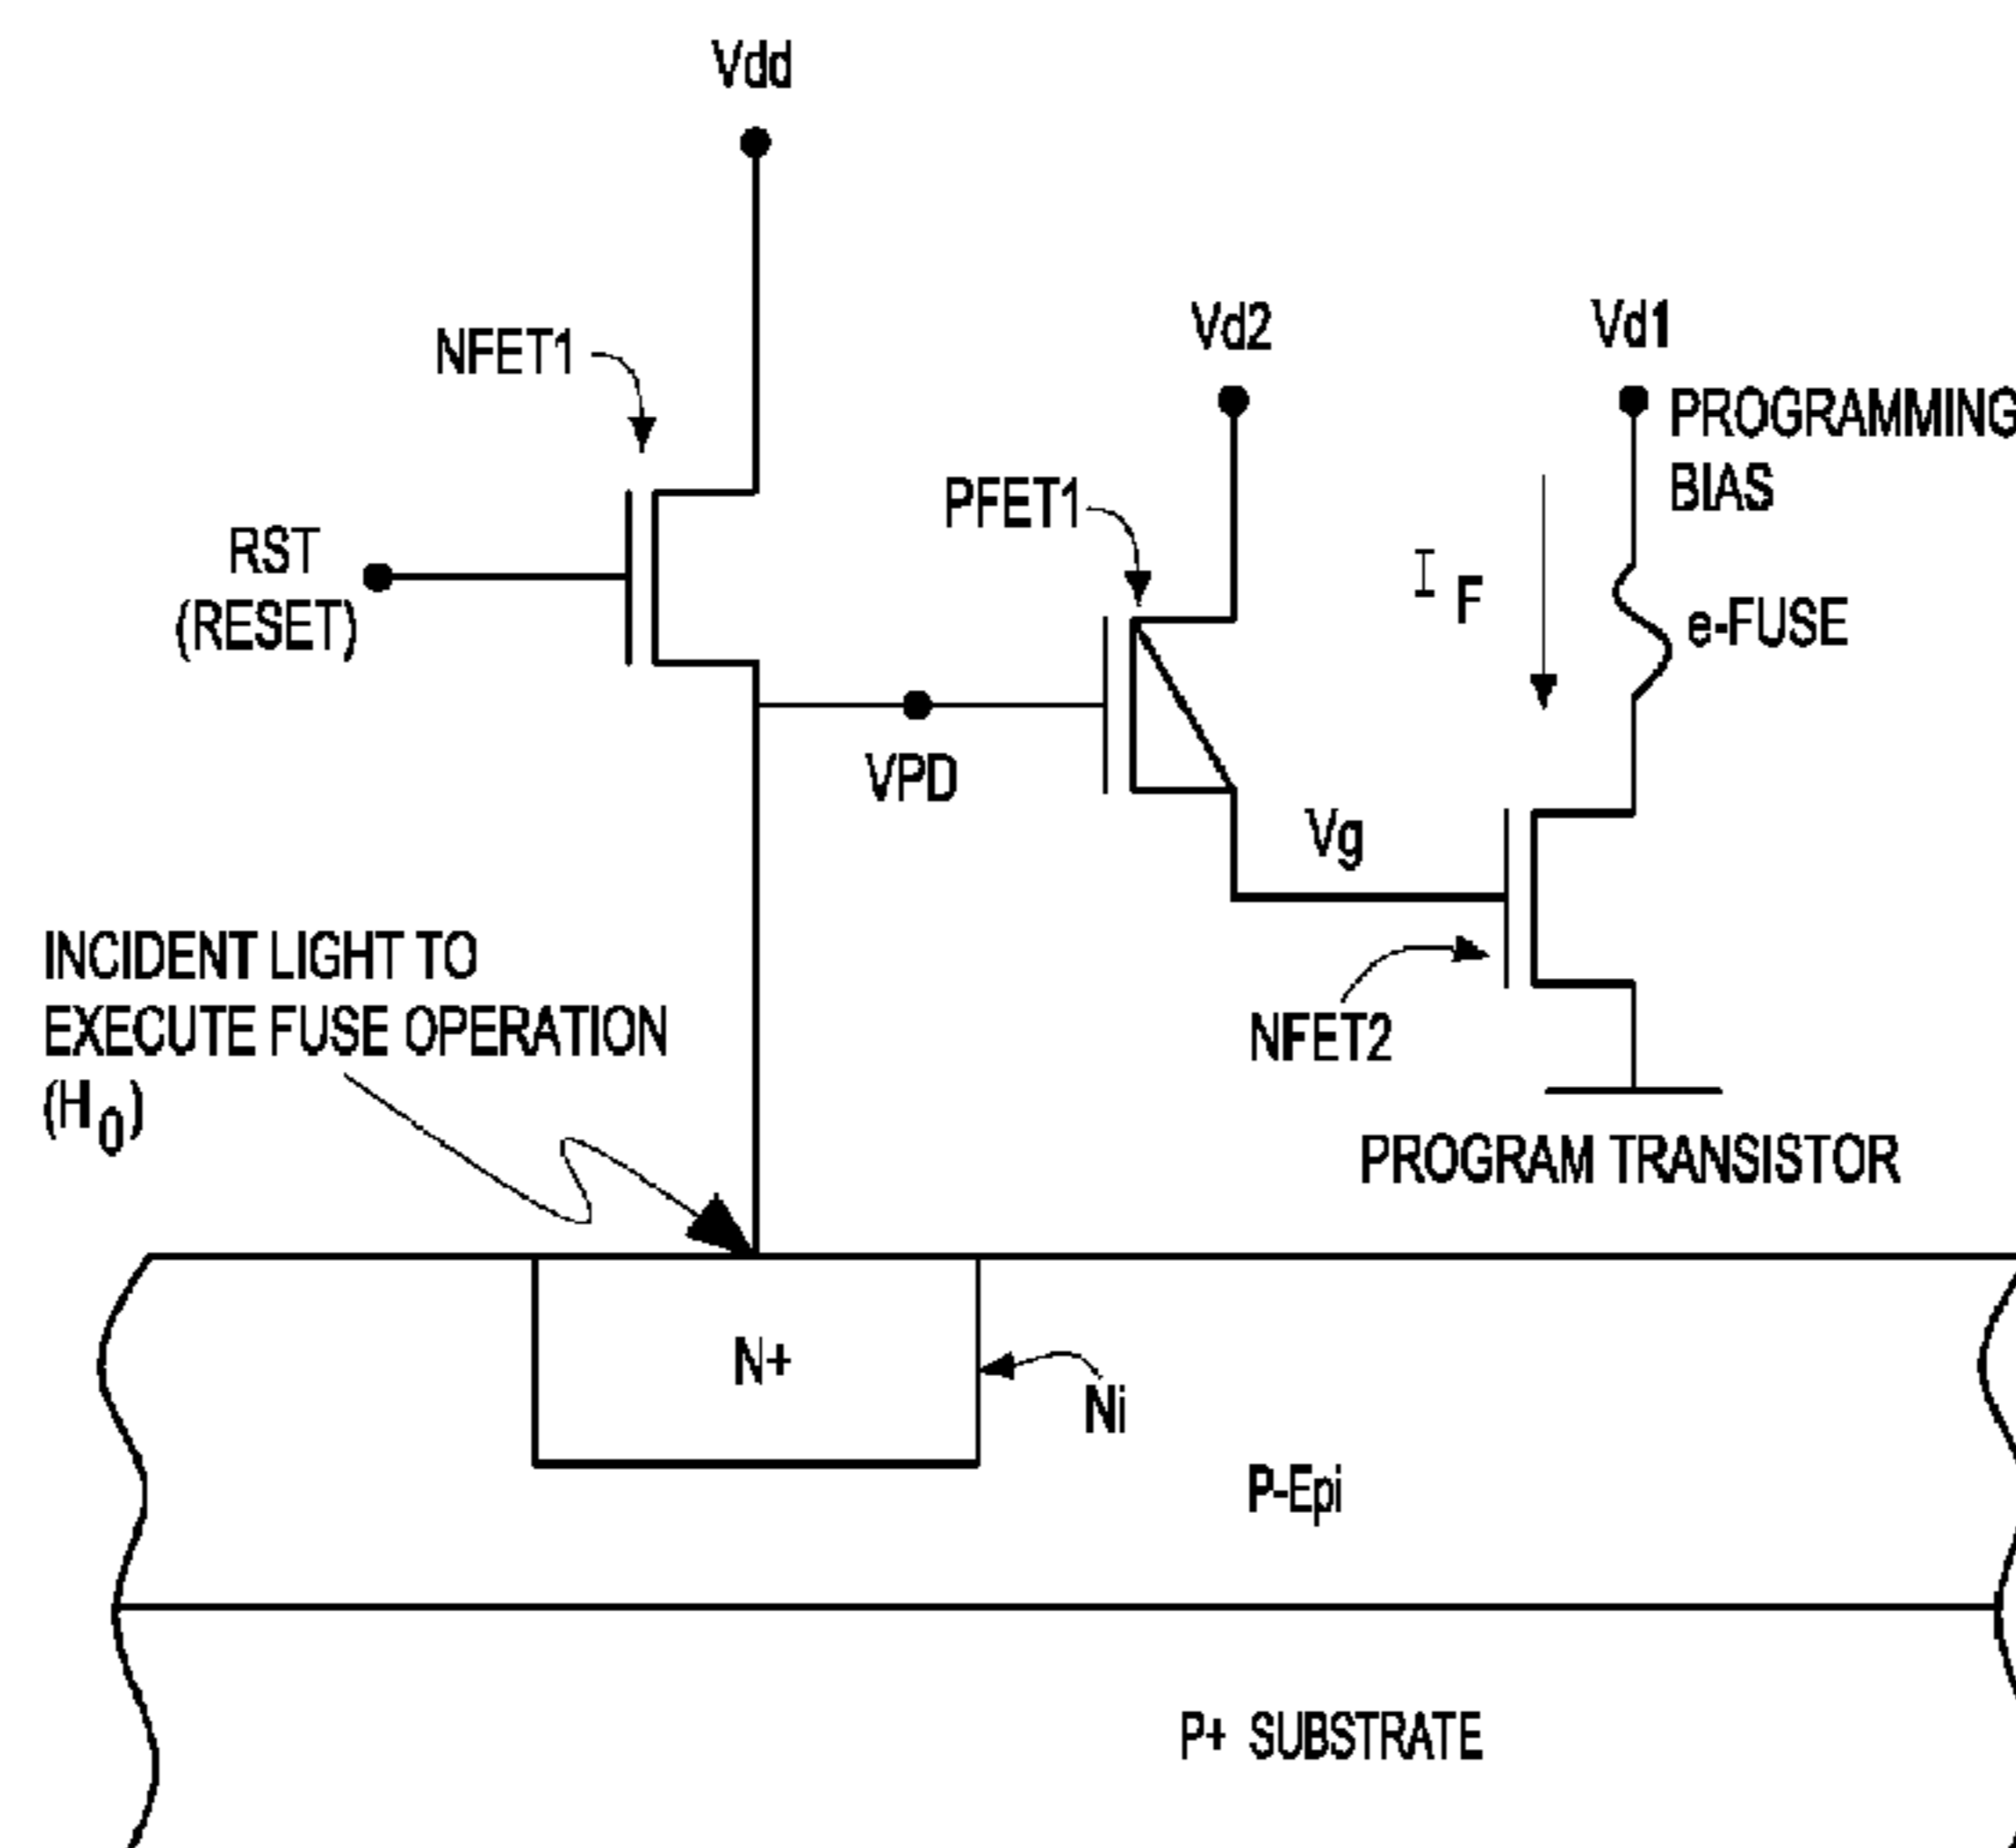 Vdd
NFET1
RST
(RESET)
Vd2
Vd1
PROGRAMMING
BIAS
PFET1
I F
e-FUSE
VPD
Vg
NFET2
INCIDENT LIGHT TO
EXECUTE FUSE OPERATION
(H0)
PROGRAM TRANSISTOR
N+
Ni
P-Epi
P+ SUBSTRATE